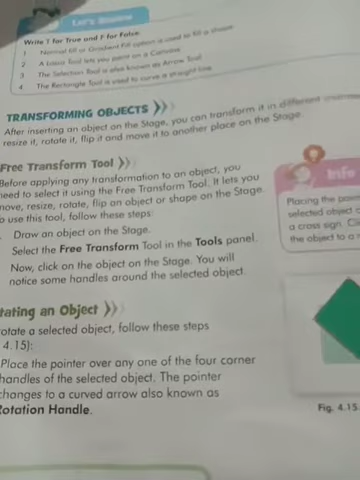 Let's Review
Write T for True and F for False
1 Normal fill or Gradient Fill option is used to fill a shape
2 A Lasso Tool lets you paint on a Canvas
3 The Selection Tool is also known as Arrow Tool
4 The Rectangle Tool is used to curve a straight line
TRANSFORMING OBJECTS
After inserting an object on the Stage, you can transform it in different
resize it, rotate it, flip it and move it to another place on the Stage.
Free Transform Tool
Before applying any transformation to an object, you
need to select it using the Free Transform Tool. It lets you
move, resize, rotate, flip an object or shape on the Stage.
o use this tool, follow these steps
Draw an object on the Stage.
Select the Free Transform Tool in the Tools panel.
Now, click on the object on the Stage. You will
notice some handles around the selected object
tating an Object
otate a selected object, follow these steps
4.15):
Place the pointer over any one of the four corner
handles of the selected object. The pointer
changes to a curved arrow also known as
Rotation Handle.
Info
Placing the
selected object
a cross sign.
the object to a
Fig. 4.15